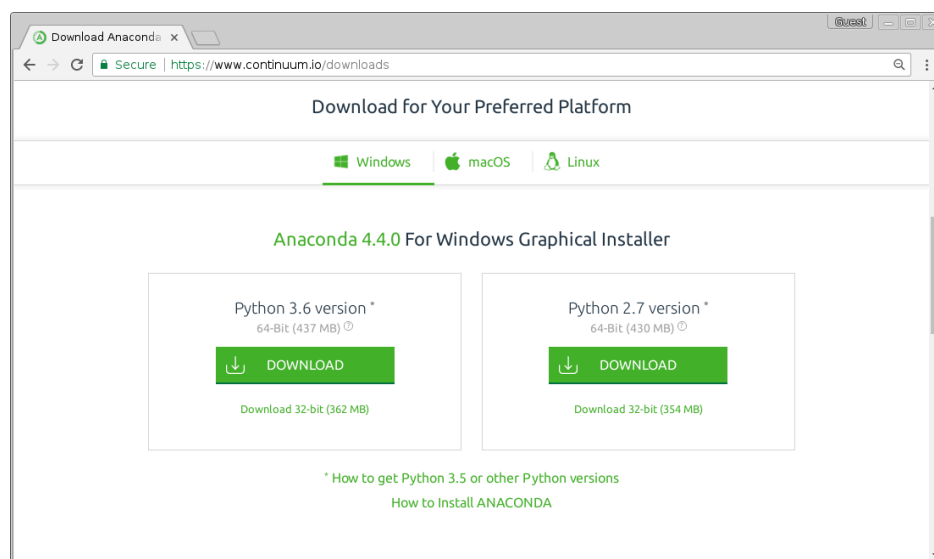 Guest
Download Anaconda
Secure | https://www.continuum.io/downloads
Download for Your Preferred Platform
Windows macOS Linux
Anaconda 4.4.0 For Windows Graphical Installer
Python 3.6 version *
64-Bit (437 MB) ?
DOWNLOAD
Download 32-bit (362 MB)
Python 2.7 version *
64-Bit (430 MB) ?
DOWNLOAD
Download 32-bit (354 MB)
* How to get Python 3.5 or other Python versions
How to Install ANACONDA